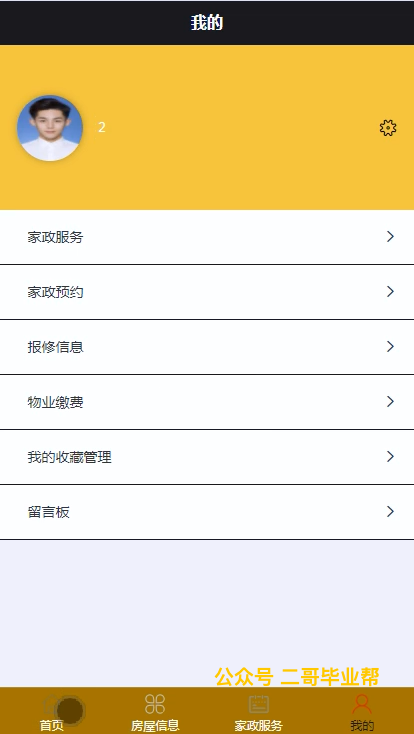 我的
2
家政服务
家政预约
报修信息
物业缴费
我的收藏管理
留言板
公众号 二哥毕业帮
首页 房屋信息 家政服务 我的